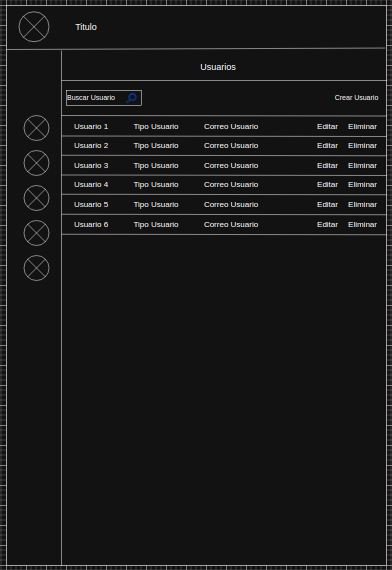 Titulo
Usuarios
Buscar Usuario Crear Usuario
Usuario 1 Tipo Usuario Correo Usuario Editar Eliminar
Usuario 2 Tipo Usuario Correo Usuario Editar Eliminar
Usuario 3 Tipo Usuario Correo Usuario Editar Eliminar
Usuario 4 Tipo Usuario Correo Usuario Editar Eliminar
Usuario 5 Tipo Usuario Correo Usuario Editar Eliminar
Usuario 6 Tipo Usuario Correo Usuario Editar Eliminar